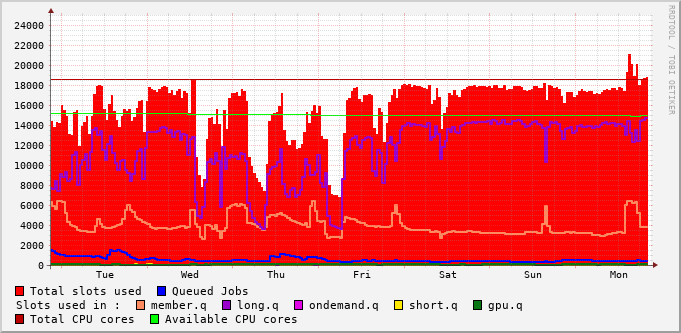 RRDTOOL / TOBI OETIKER
24000
22000
20000
18000
16000
14000
12000
10000
8000
6000
4000
2000
0
Tue Wed Thu Fri Sat Sun Mon
Total slots used Queued Jobs
Slots used in : member.q long.q ondemand.q short.q gpu.q
Total CPU cores Available CPU cores